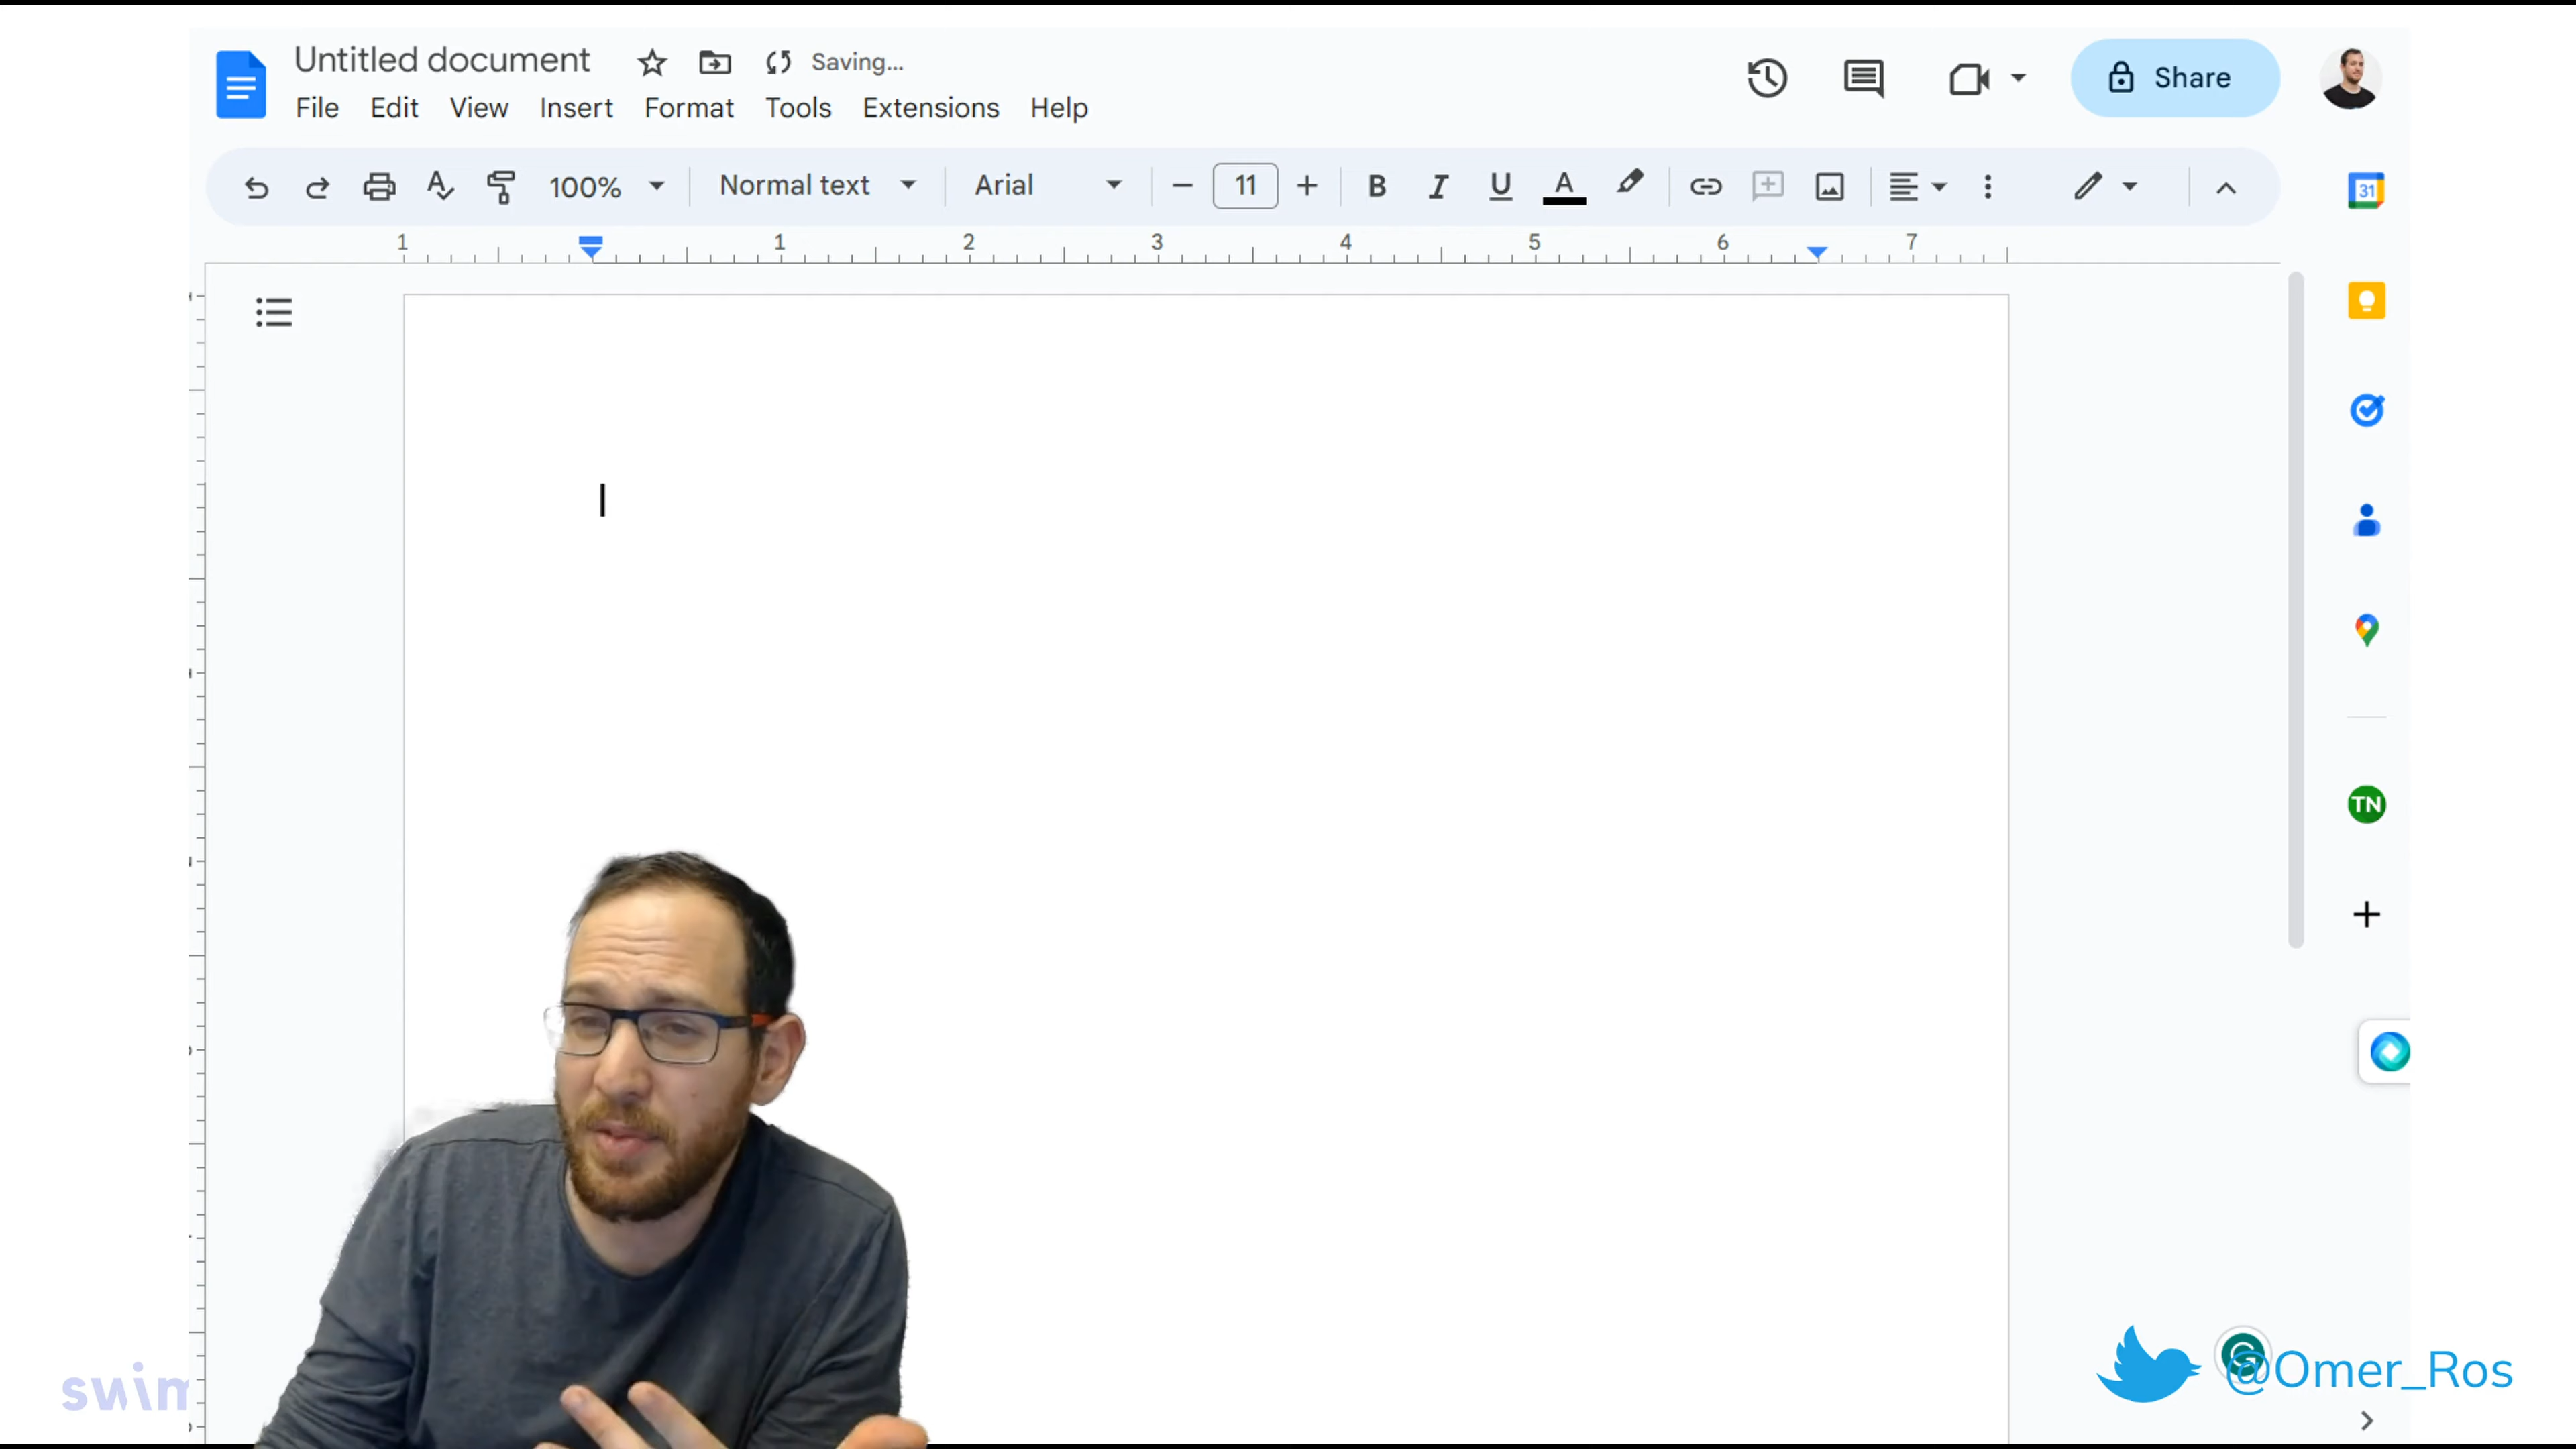 Untitled document Saving...
File Edit View Insert Format Tools Extensions Help
Share
100% Normal text Arial 11 B I U A
31
1 1 2 3 4 5 6 7
TN
swim
@Omer_Ros